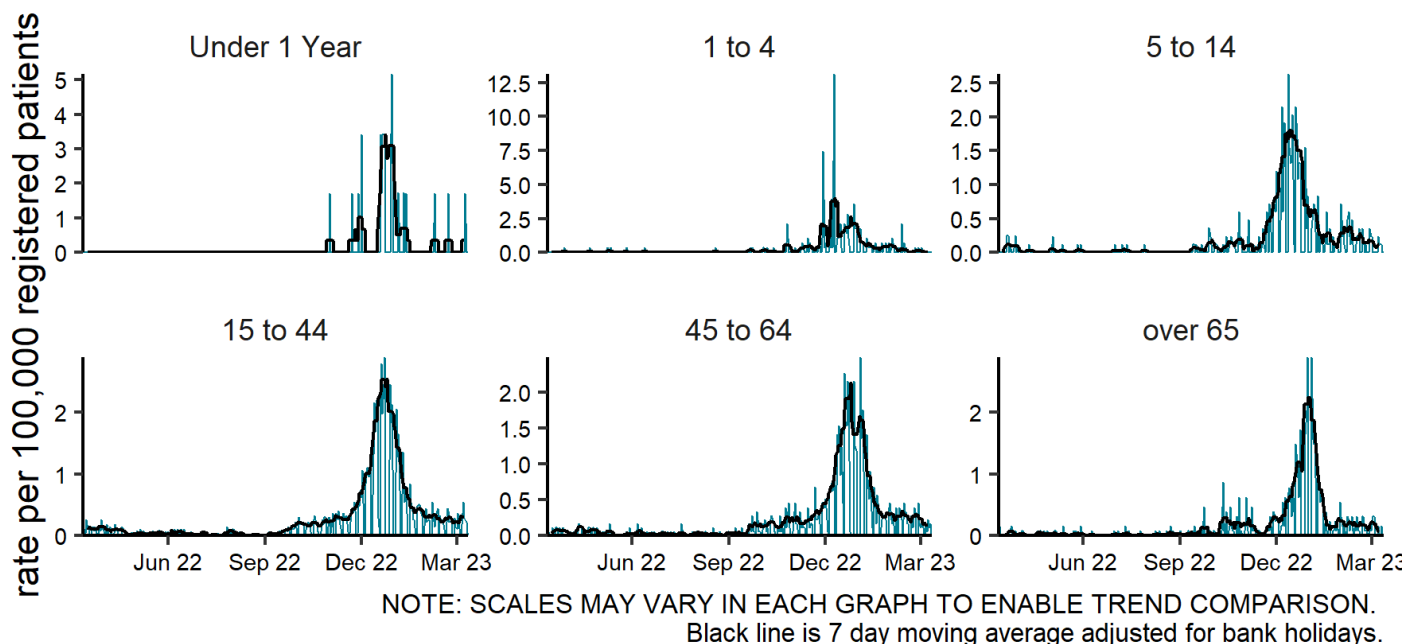 rate per 100,000 registered patients
Under 1 Year
1 to 4
5 to 14
5
4
3
2
1
0
12.5
10.0
7.5
5.0
2.5
0.0
2.5
2.0
1.5
1.0
0.5
0.0
15 to 44
45 to 64
over 65
2
1
0
2.0
1.5
1.0
0.5
0.0
2
1
0
Jun 22 Sep 22 Dec 22 Mar 23
Jun 22 Sep 22 Dec 22 Mar 23
Jun 22 Sep 22 Dec 22 Mar 23
NOTE: SCALES MAY VARY IN EACH GRAPH TO ENABLE TREND COMPARISON.
Black line is 7 day moving average adjusted for bank holidays.